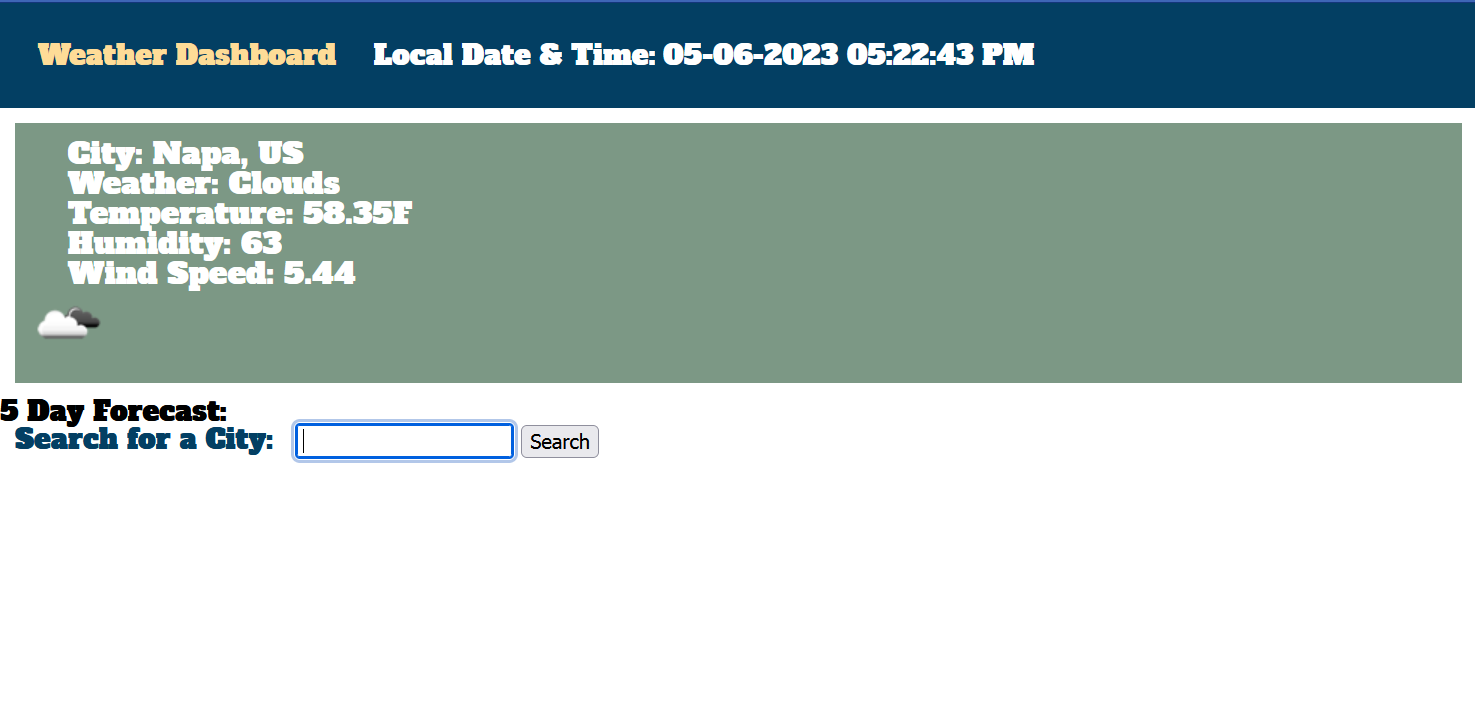 Weather Dashboard Local Date & Time: 05-06-2023 05:22:43 PM
City: Napa, US
Weather: Clouds
Temperature: 58.35F
Humidity: 63
Wind Speed: 5.44
5 Day Forecast:
Search for a City: Search